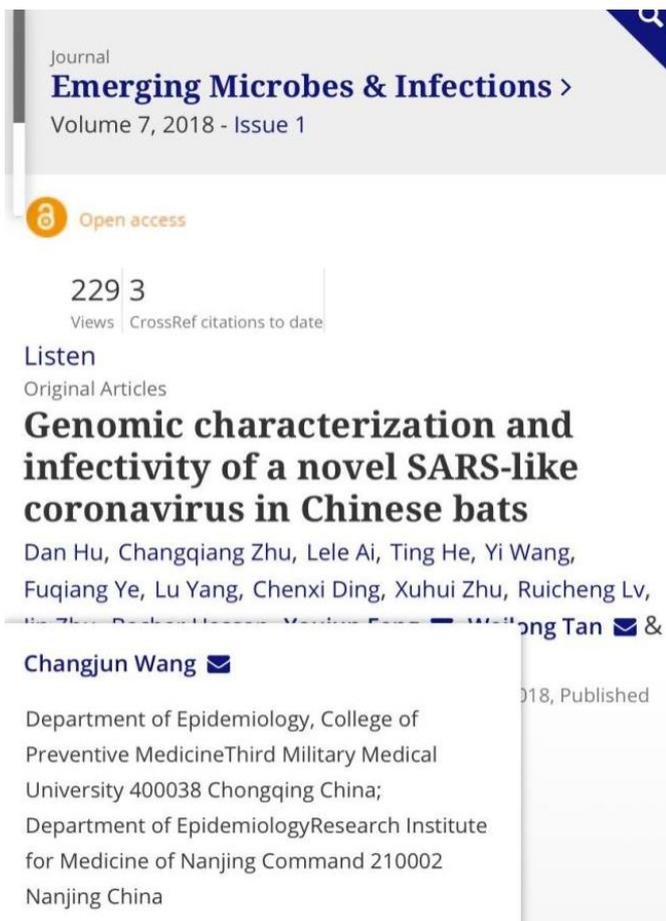 Journal
Emerging Microbes & Infections >
Volume 7, 2018 - Issue 1
Open access
229 3
Views CrossRef citations to date
Listen
Original Articles
Genomic characterization and
infectivity of a novel SARS-like
coronavirus in Chinese bats
Dan Hu, Changqiang Zhu, Lele Ai, Ting He, Yi Wang,
Fuqiang Ye, Lu Yang, Chenxi Ding, Xuhui Zhu, Ruicheng Lv,
ong Tan &
Changjun Wang
018, Published
Department of Epidemiology, College of
Preventive MedicineThird Military Medical
University 400038 Chongqing China;
Department of EpidemiologyResearch Institute
for Medicine of Nanjing Command 210002
Nanjing China